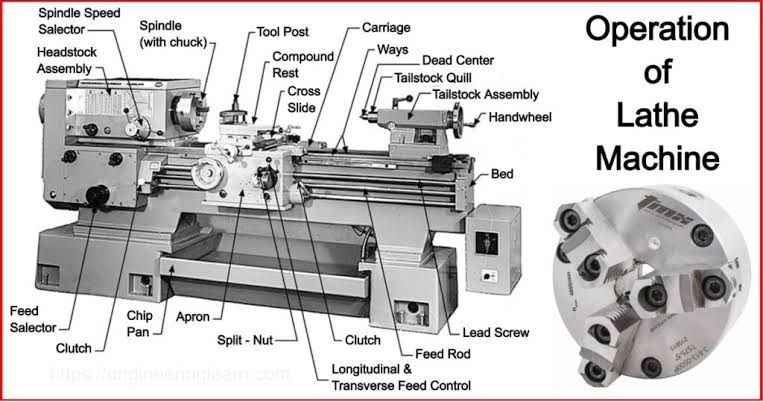 Spindle Speed
Salector
Spindle
(with chuck)
Headstock
Assembly
Tool Post
Compound
Rest
Cross
Slide
Carriage
Ways
Dead Center
Tailstock Quill
Tailstock Assembly
Handwheel
Bed
Operation
of
Lathe
Machine
Feed
Salector
Clutch
Chip
Pan
Apron
Split - Nut
Clutch
Longitudinal &
Transverse Feed Control
Feed Rod
Lead Screw
https://engineeringlearn.com